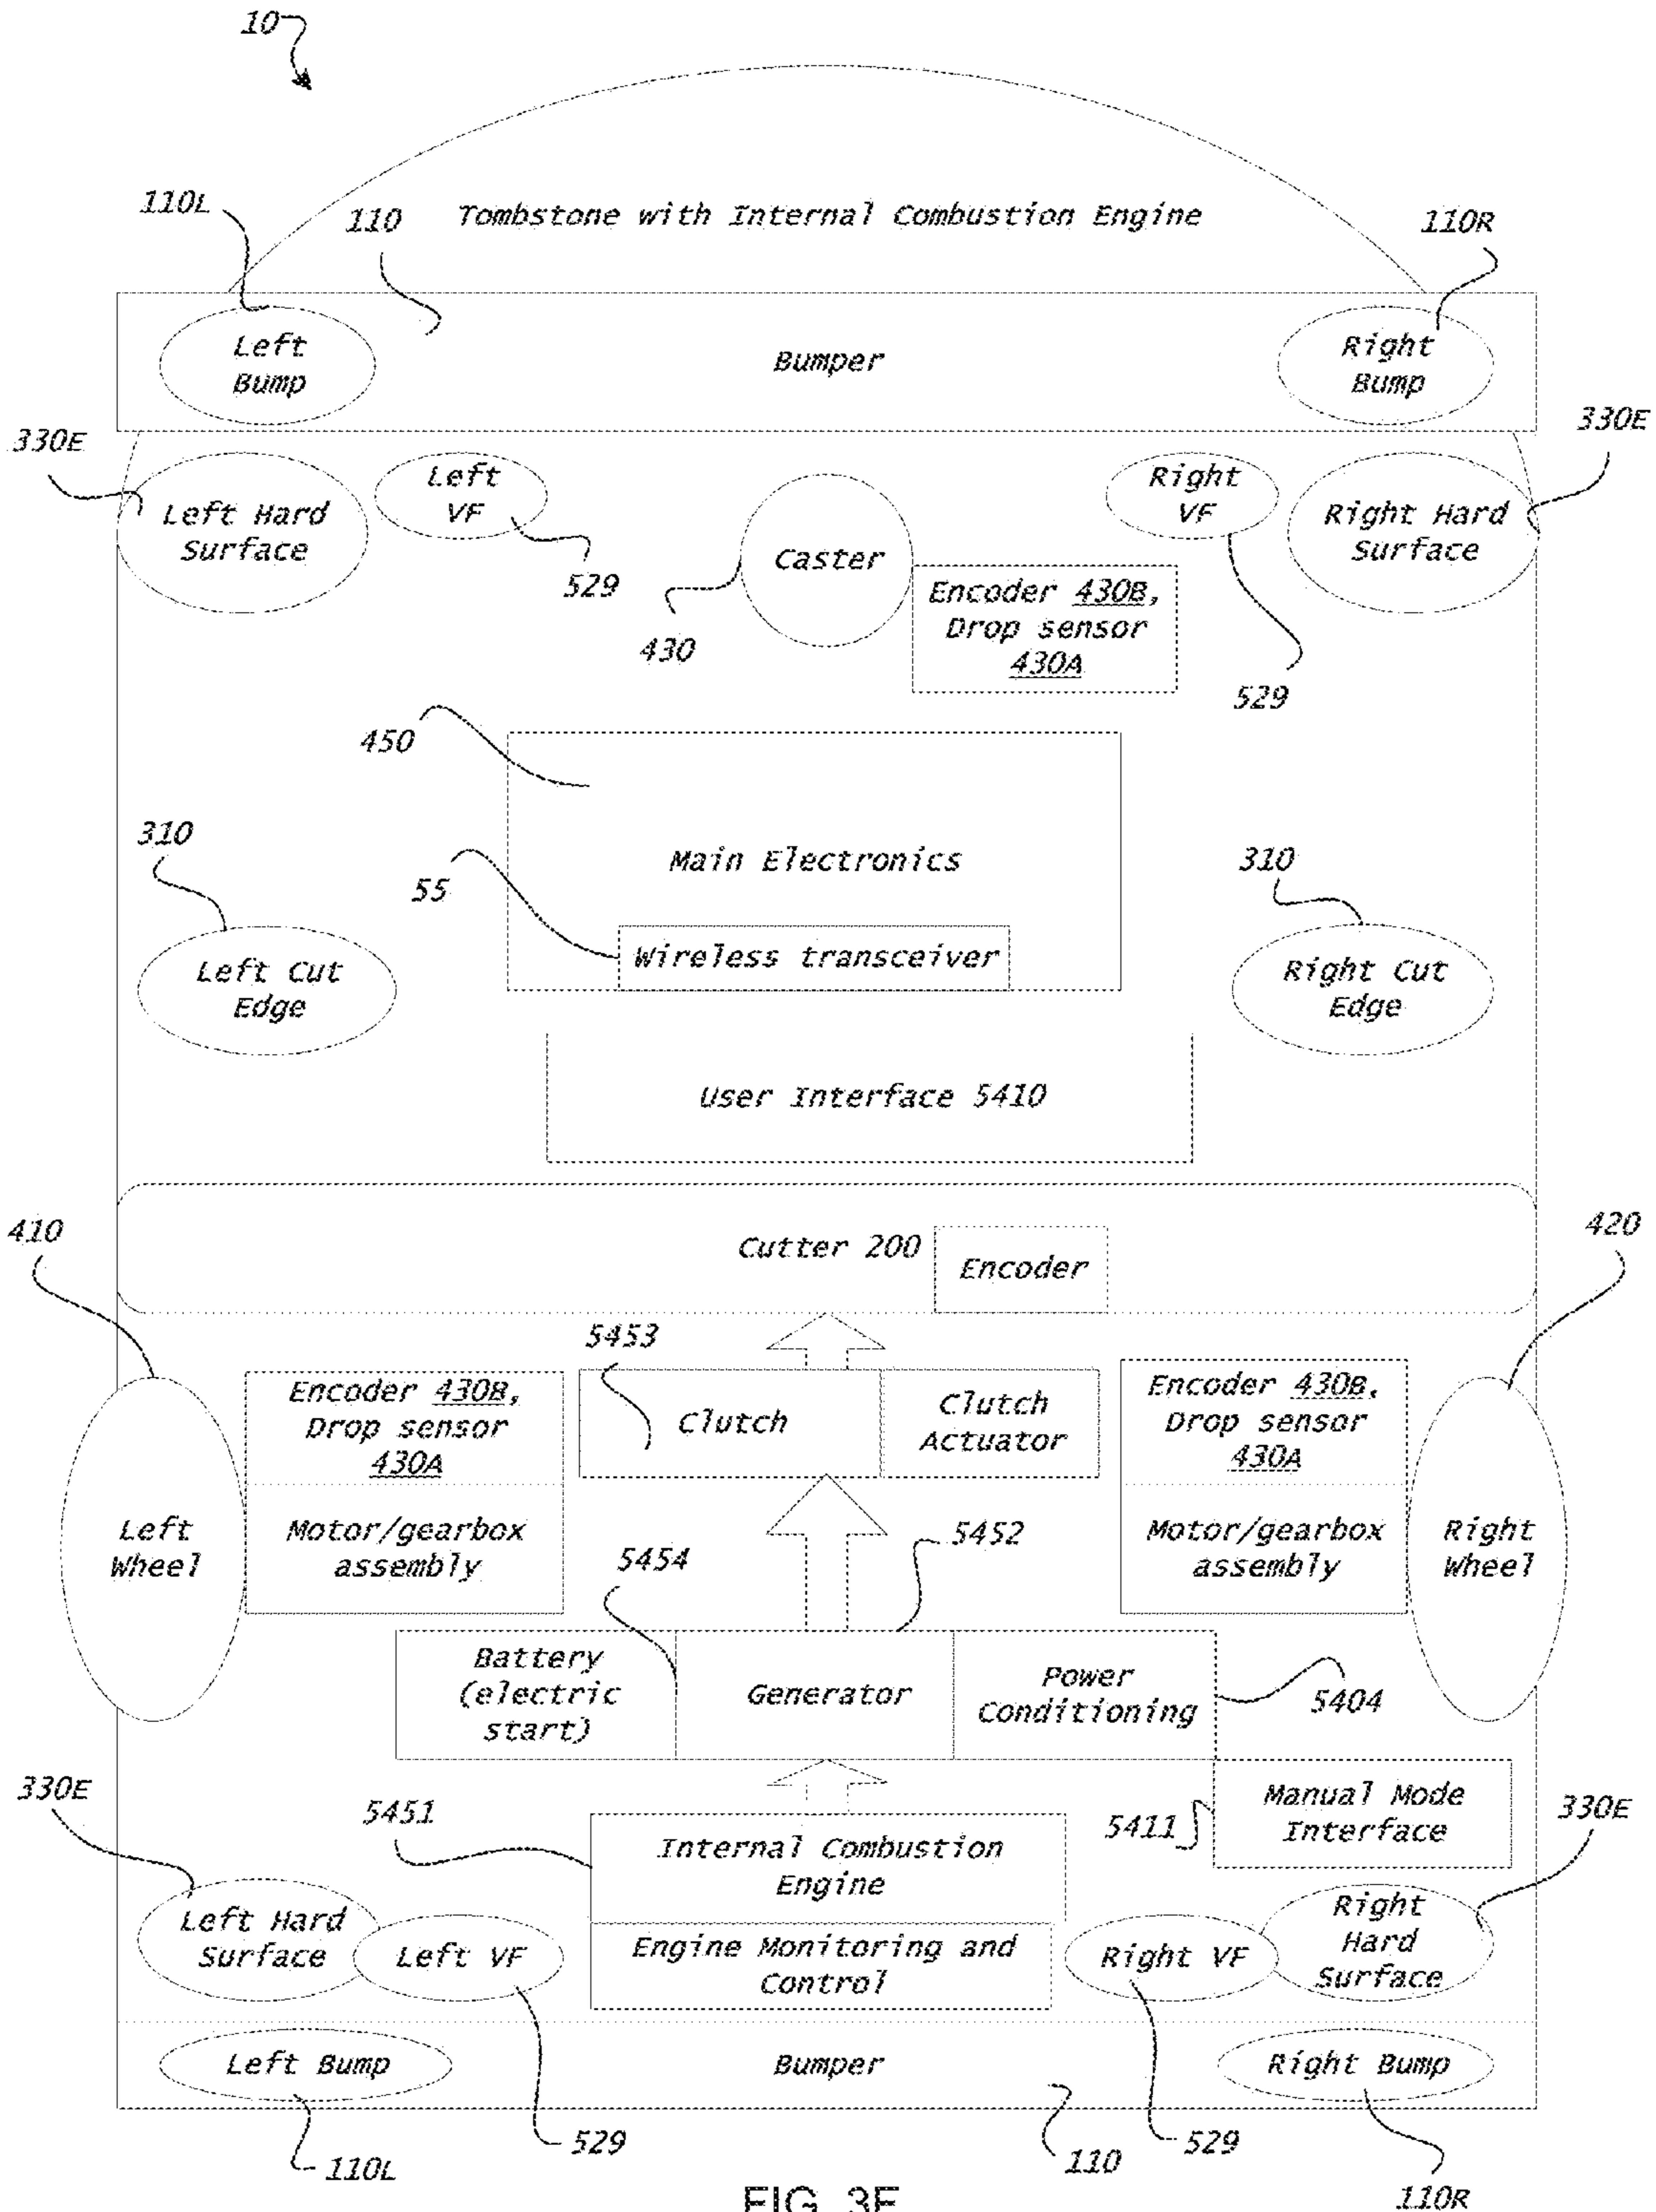 10
Tombstone with Internal Combustion Engine
110L
110
110R
Left
Bump
Bumper
Right
Bump
330E
330E
Left Hard
Surface
Left
VF
529
Caster
430
Encoder 430B,
Drop sensor
430A
Right
VF
529
Right Hard
Surface
450
Main Electronics
55
Wireless transceiver
310
Left Cut
Edge
310
Right Cut
Edge
User Interface 5410
410
Cutter 200
Encoder
420
5453
Encoder 430B,
Drop sensor
430A
Clutch
Clutch
Actuator
Encoder 430B,
Drop sensor
430A
Left
Wheel
Motor/gearbox
assembly
5454
5452
Motor/gearbox
assembly
Right
Wheel
Battery
(electric
start)
Generator
Power
Conditioning
5404
330E
5451
Internal Combustion
Engine
5411
Manual Mode
Interface
330E
Left Hard
Surface
Left VF
Engine Monitoring and
Control
Right VF
Right
Hard
Surface
Left Bump
Bumper
Right Bump
110L
529
110
529
110R
FIG. 3E